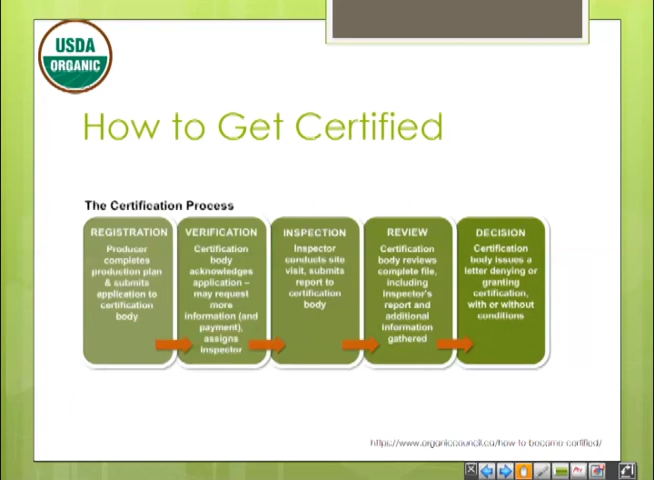 USDA
ORGANIC
How to Get Certified
The Certification Process
REGISTRATION
Producer
completes
production plan
& submits
application to
certification
body
VERIFICATION
Certification
body
acknowledges
application –
may request
more
information (and
payment),
assigns
inspector
INSPECTION
Inspector
conducts site
visit, submits
report to
certification
body
REVIEW
Certification
body reviews
complete file,
including
Inspector's
report and
additional
information
gathered
DECISION
Certification
body issues a
letter denying or
granting
certification,
with or without
conditions
https://www.organiccouncil.ca/how-to-become-certified/